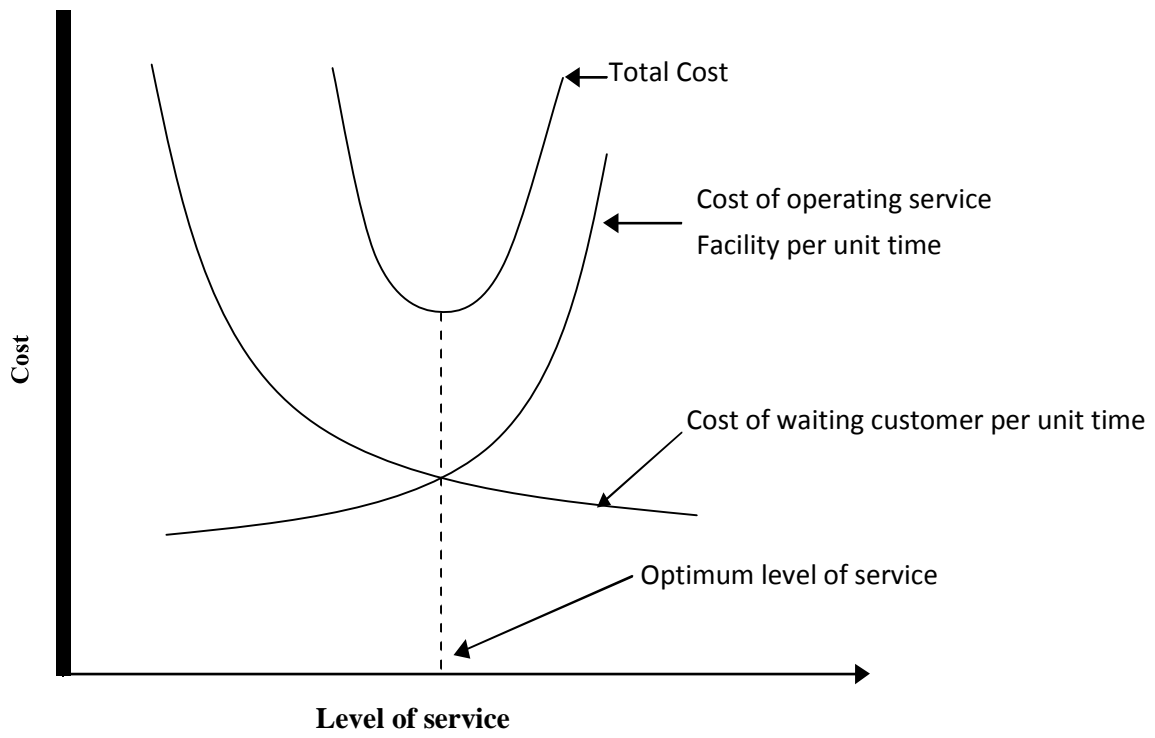 Total Cost
Cost of operating service
Facility per unit time
Cost
Cost of waiting customer per unit time
Optimum level of service
Level of service